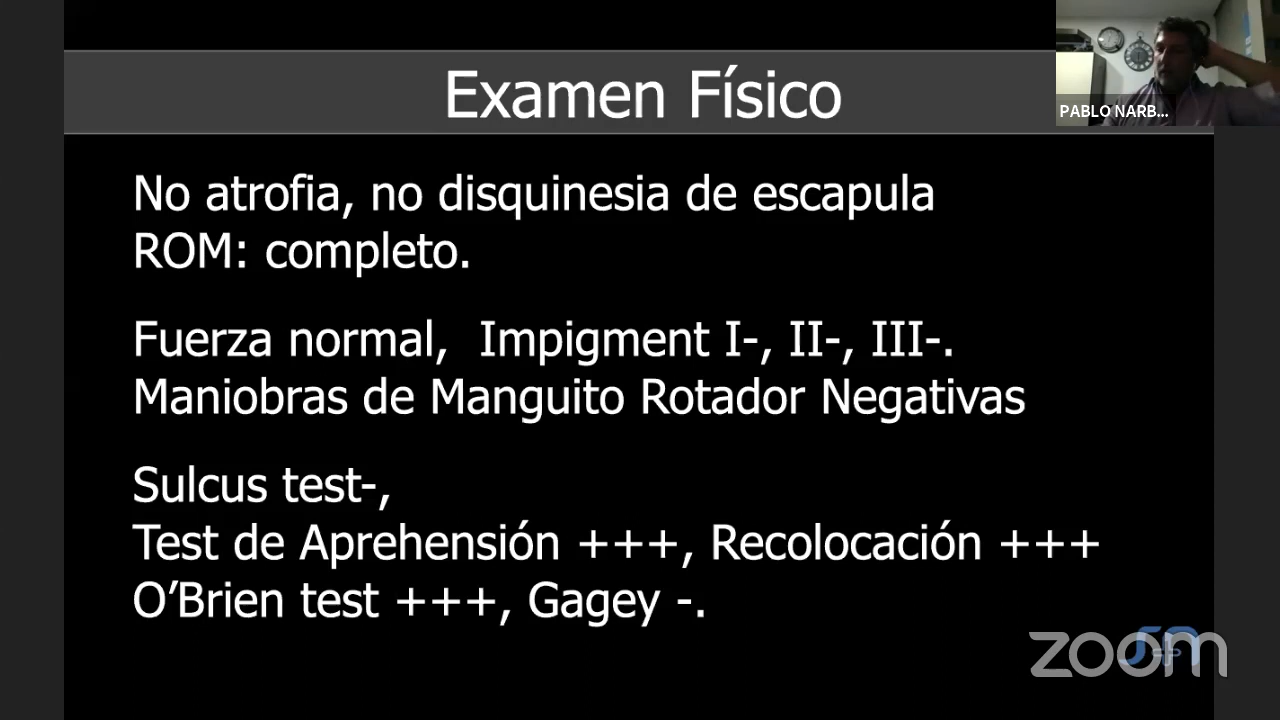 Examen Físico
PABLO NARB...
No atrofia, no disquinesia de escapula
ROM: completo.
Fuerza normal, Impigment I-, II-, III-.
Maniobras de Manguito Rotador Negativas
Sulcus test-,
Test de Aprehensión +++, Recolocación +++
O’Brien test +++, Gagey -.
zoom